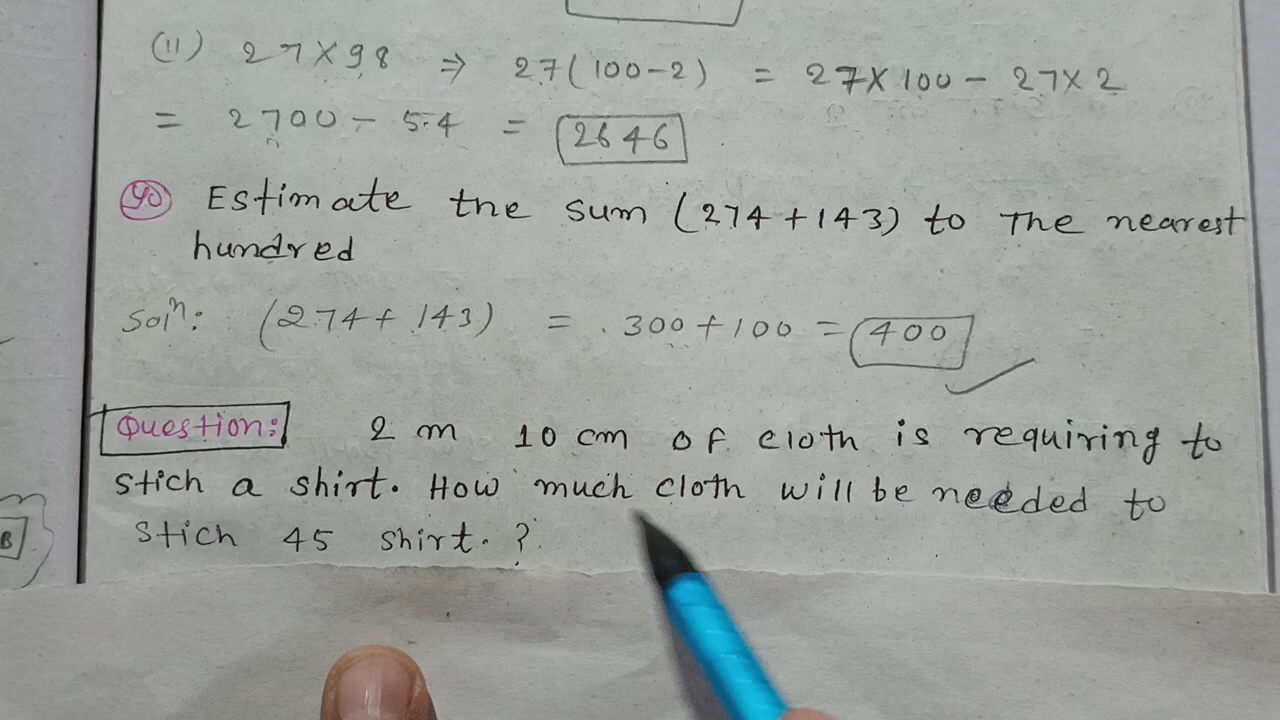 (11) 27×98 ⇒ 27(100-2) = 27×100 - 27×2
= 2700 - 54 = 2646
40 Estimate the sum (274+143) to The nearest
hundred
Solⁿ: (274+143) = 300+100 = 400
Question: 2 m 10 cm of cloth is requiring to
stich a shirt. How much cloth will be needed to
stich 45 shirt. ?
B